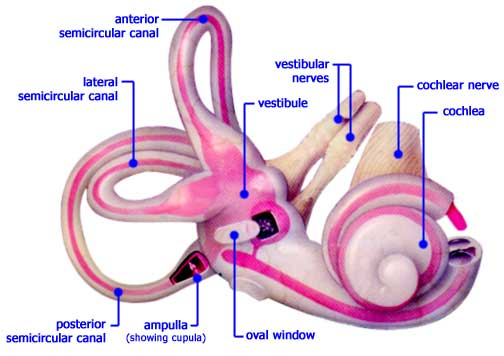 anterior
semicircular canal
vestibular
nerves
cochlear nerve
lateral
semicircular canal
vestibule
cochlea
posterior
semicircular canal
ampulla
(showing cupula)
oval window